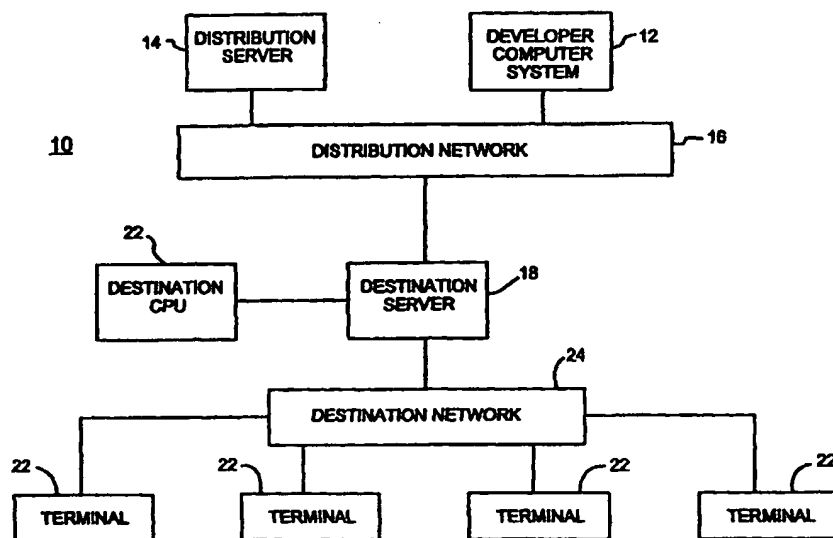 14
DISTRIBUTION
SERVER
DEVELOPER
COMPUTER
SYSTEM
12
10
DISTRIBUTION NETWORK
16
22
DESTINATION
CPU
DESTINATION
SERVER
18
24
DESTINATION NETWORK
22
22
22
22
TERMINAL
TERMINAL
TERMINAL
TERMINAL